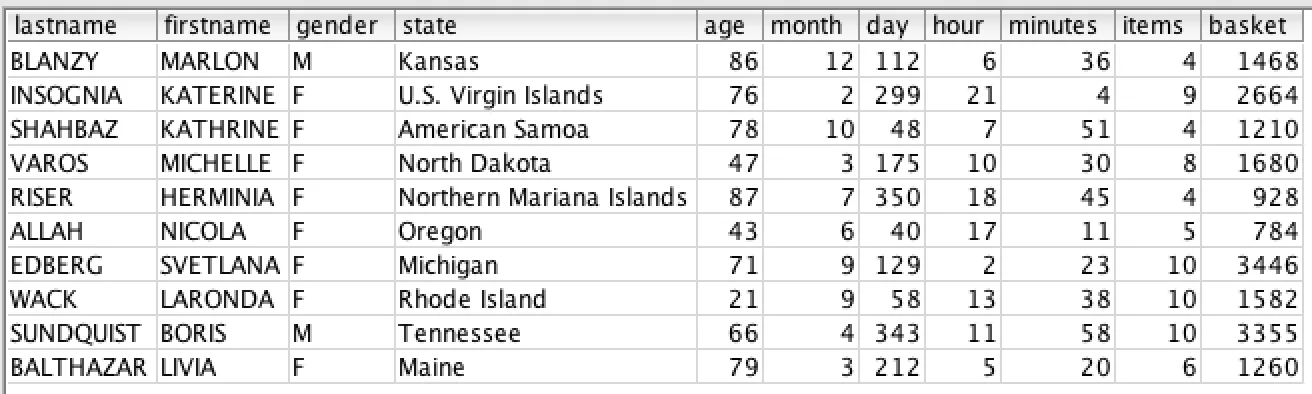 lastname firstname gender state age month day hour minutes items basket
BLANZY MARLON M Kansas 86 12 112 6 36 4 1468
INSOGNIA KATERINE F U.S. Virgin Islands 76 2 299 21 4 9 2664
SHAHBAZ KATHRINE F American Samoa 78 10 48 7 51 4 1210
VAROS MICHELLE F North Dakota 47 3 175 10 30 8 1680
RISER HERMINIA F Northern Mariana Islands 87 7 350 18 45 4 928
ALLAH NICOLA F Oregon 43 6 40 17 11 5 784
EDBERG SVETLANA F Michigan 71 9 129 2 23 10 3446
WACK LARONDA F Rhode Island 21 9 58 13 38 10 1582
SUNDQUIST BORIS M Tennessee 66 4 343 11 58 10 3355
BALTHAZAR LIVIA F Maine 79 3 212 5 20 6 1260